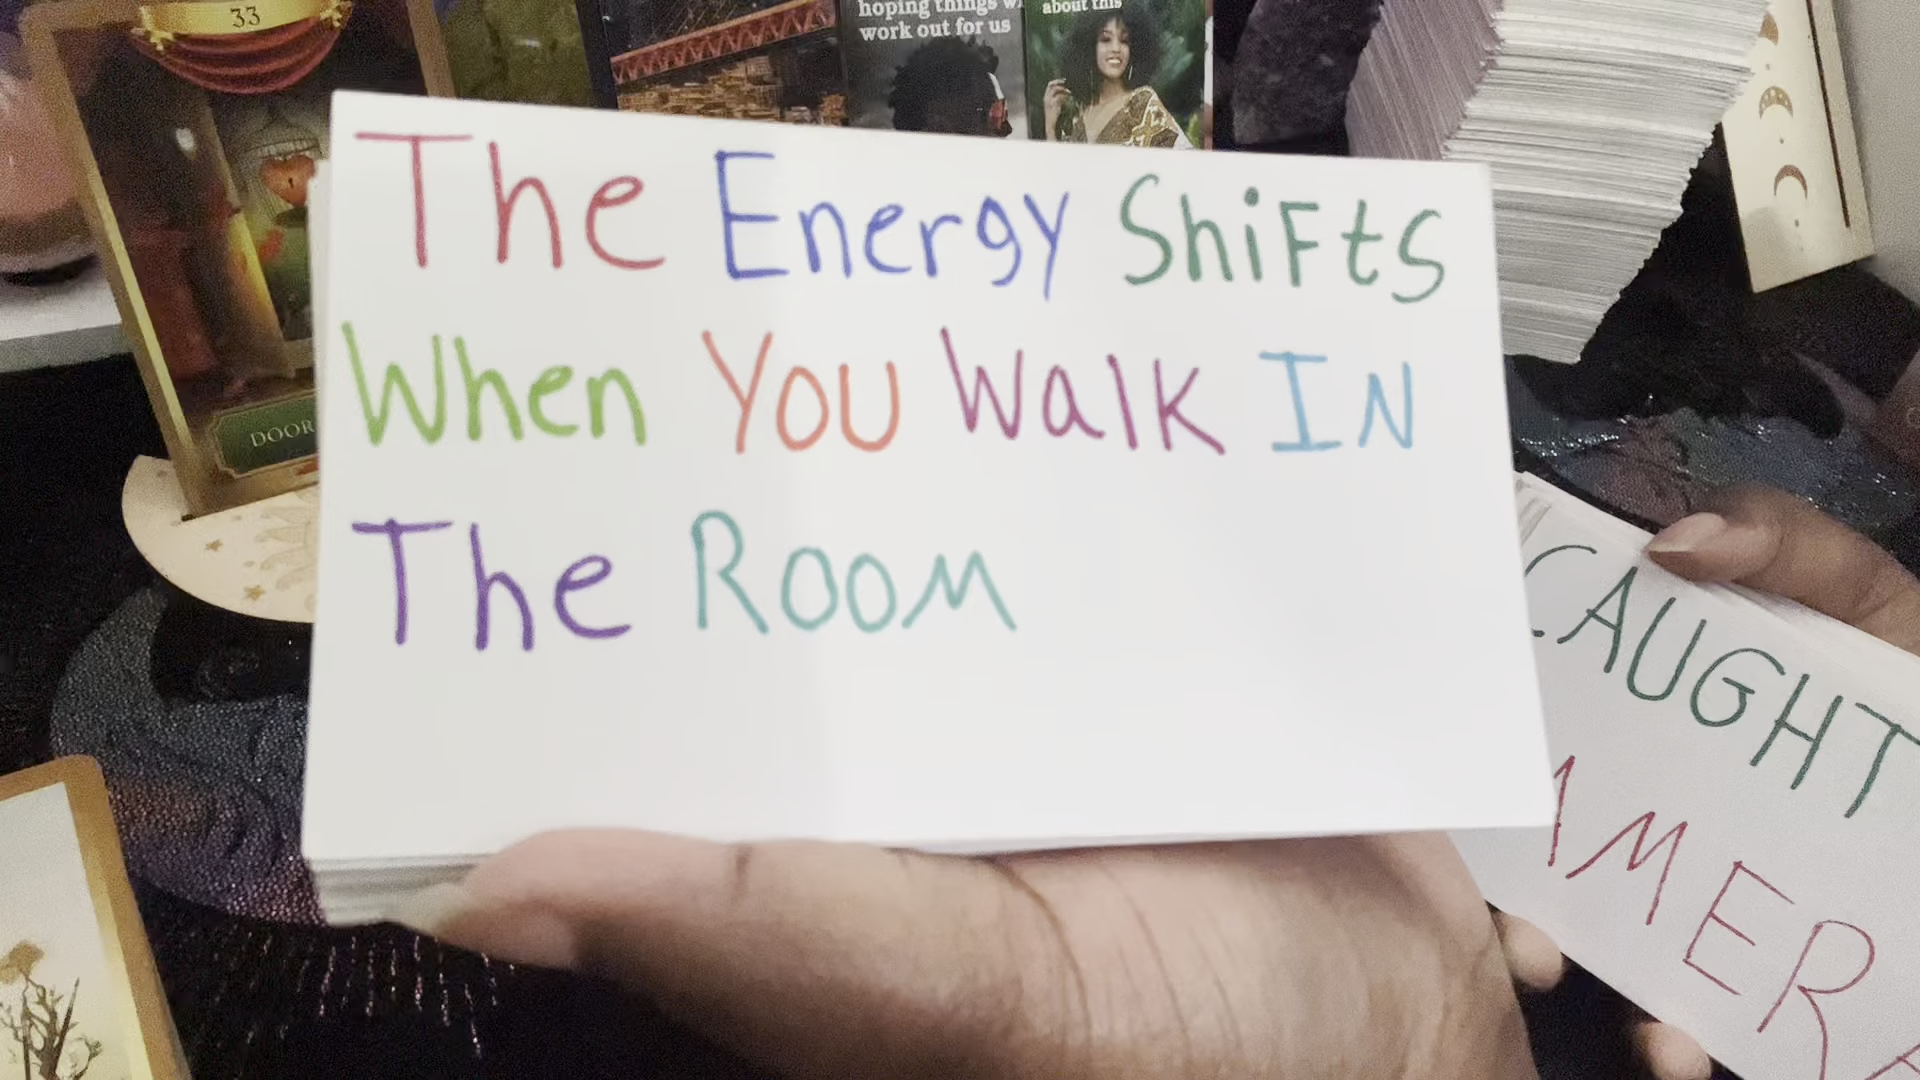 33
hoping things
work out for us
about this
The Energy Shifts
When You Walk IN
The Room
DOOR
CAUGHT